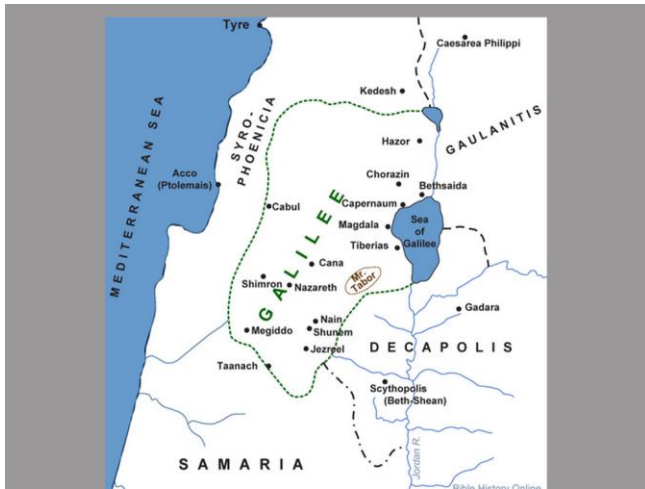 Tyre
Caesarea Philippi
Kedesh
MEDITERRANEAN SEA
SYRO-
PHOENICIA
GAULANITIS
Hazor
Acco
(Ptolemais)
Chorazin
Bethsaida
Cabul
Capernaum
Magdala
Sea
of
Galilee
Tiberias
GALILEE
Cana
Mr.
Tabor
Shimron
Nazareth
Gadara
Nain
Megiddo
Shunem
Jezreel
DECAPOLIS
Taanach
Scythopolis
(Beth-Shean)
SAMARIA
Jordan R.
Bible History Online